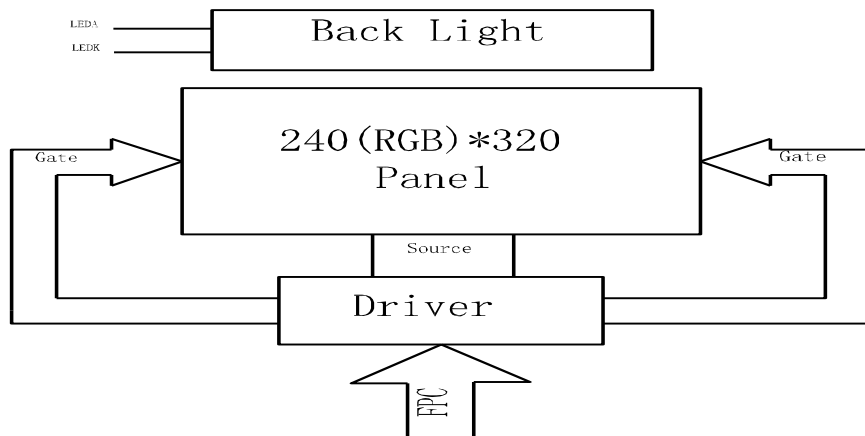 LEDA
LEDK
Back Light
240(RGB)*320
Panel
Gate
Gate
Source
Driver
FPC